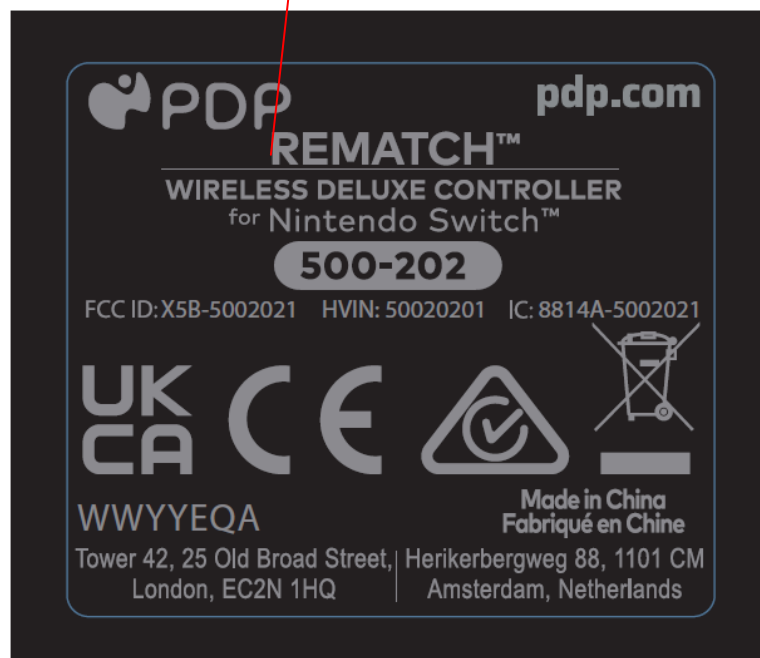 PDP pdp.com
REMATCH™
WIRELESS DELUXE CONTROLLER
for Nintendo Switch™
500-202
FCC ID: X5B-5002021 HVIN: 50020201 IC: 8814A-5002021
UK
CA CE
WWYYEQA
Made in China
Fabriqué en Chine
Tower 42, 25 Old Broad Street, Herikerbergweg 88, 1101 CM
London, EC2N 1HQ Amsterdam, Netherlands